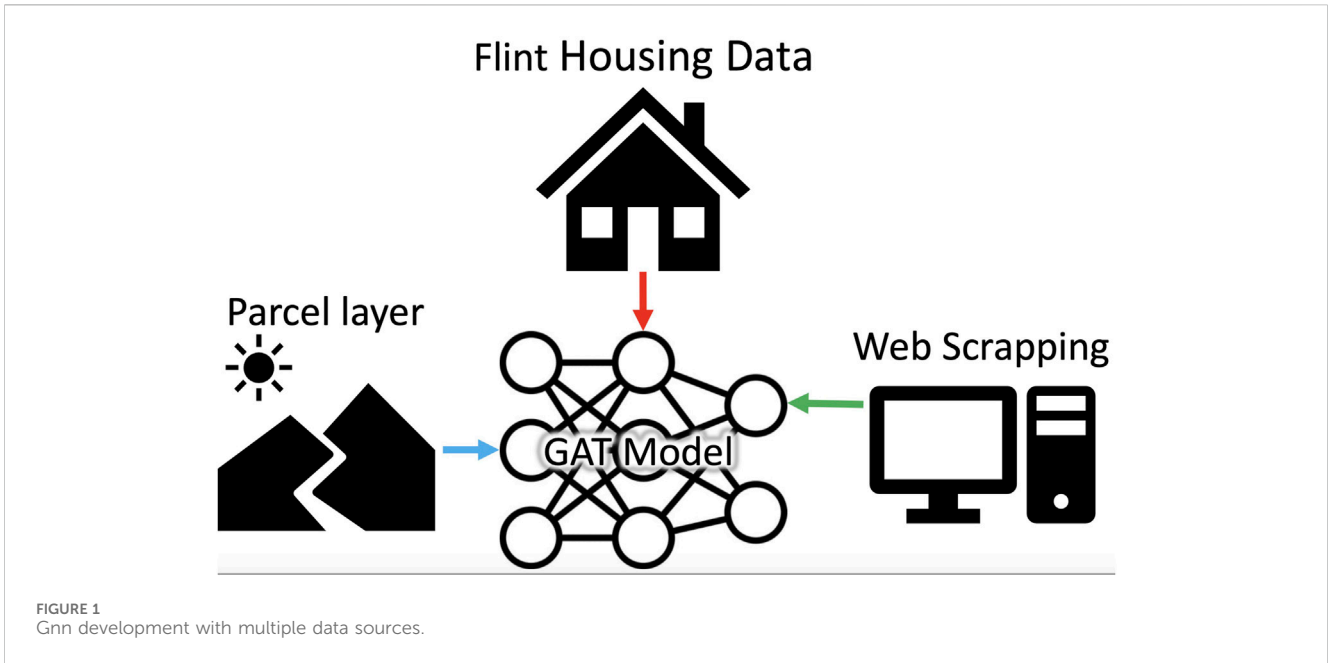 Flint Housing Data
Parcel layer
Web Scrapping
GAT Model
FIGURE 1
Gnn development with multiple data sources.